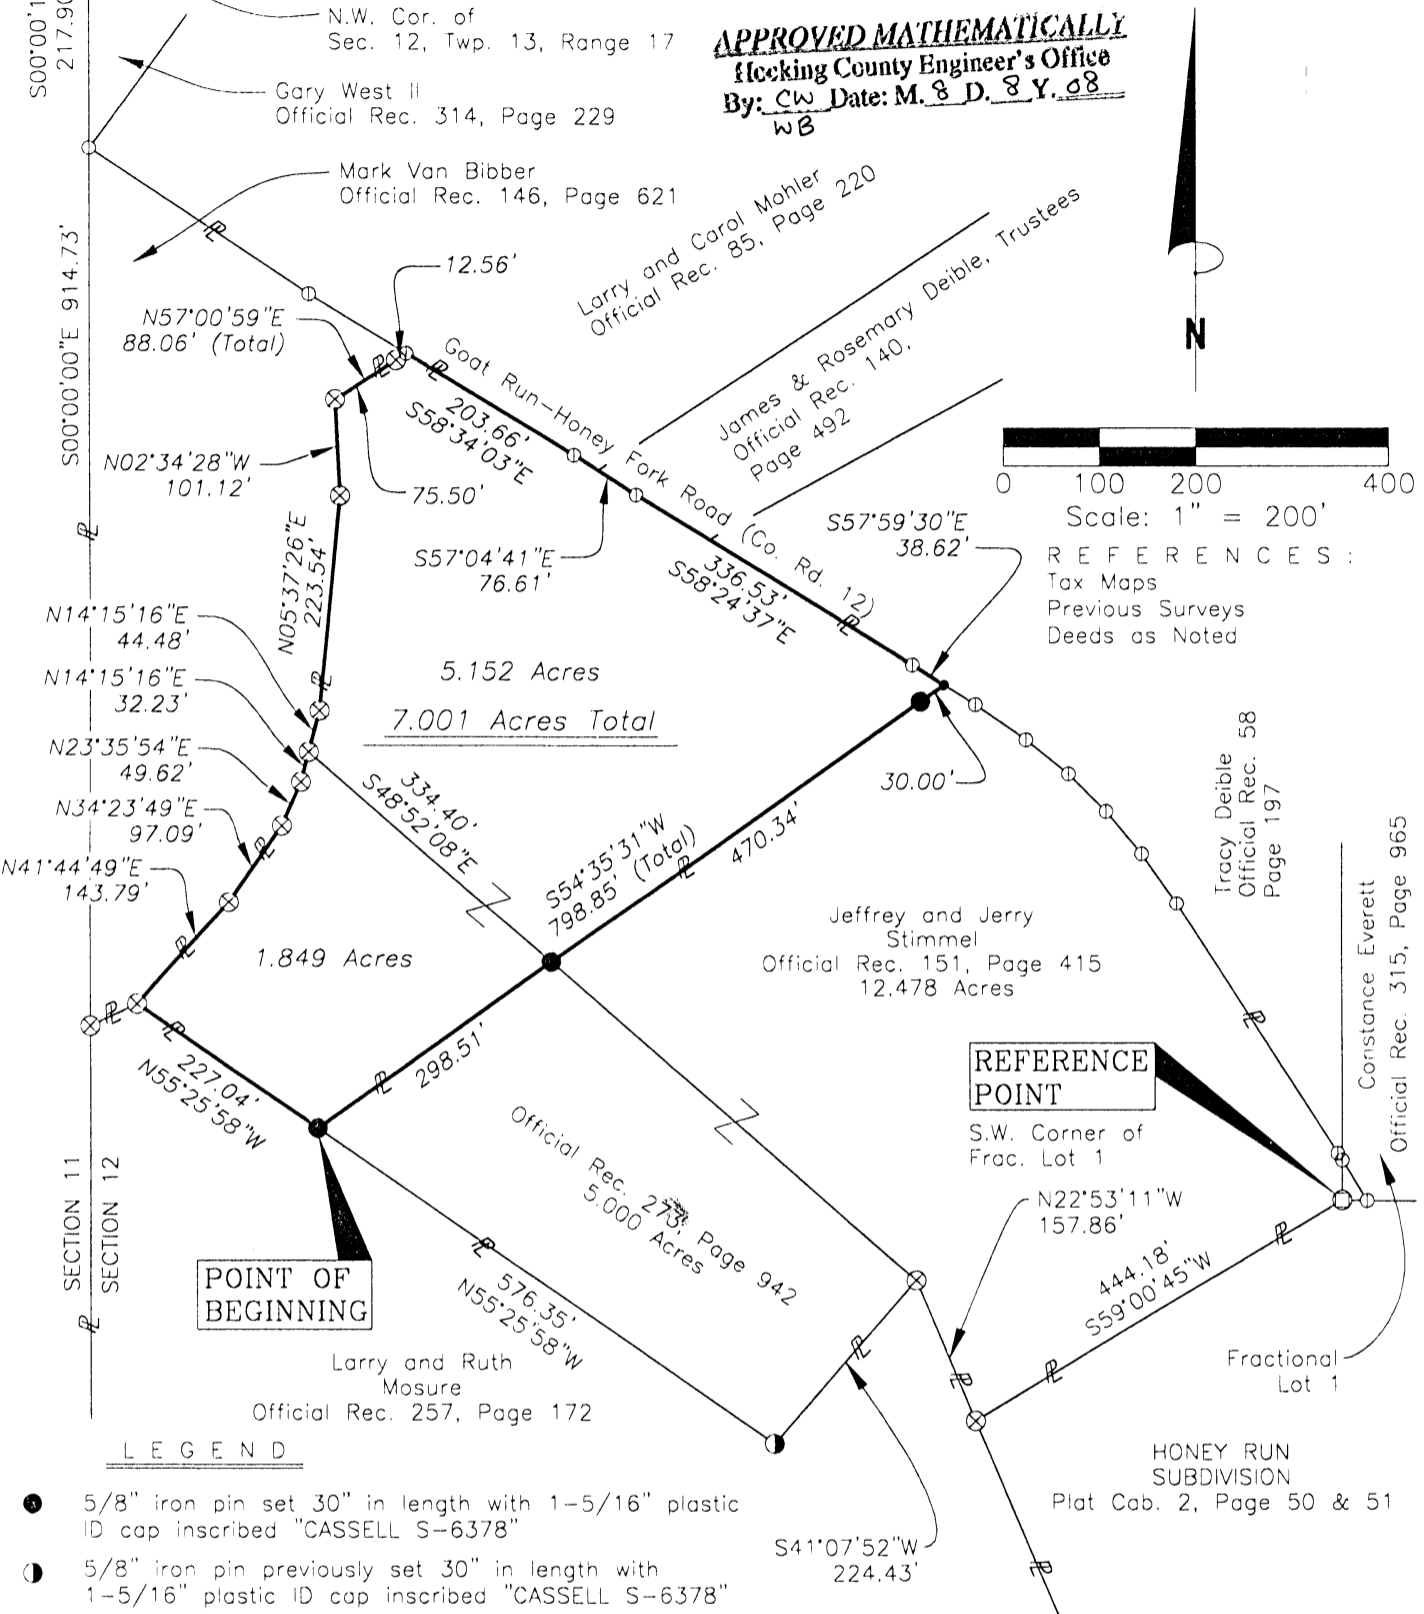 S00°00'1
217.90
N.W. Cor. of
Sec. 12, Twp. 13, Range 17
APPROVED MATHEMATICALLY
Hocking County Engineer's Office
By: CW Date: M. 8 D. 8 Y. 08
WB
Gary West II
Official Rec. 314, Page 229
Mark Van Bibber
Official Rec. 146, Page 621
Larry and Carol Mohler
Official Rec. 85, Page 220
James & Rosemary Deible, Trustees
Official Rec. 140,
Page 492
S00°00'00"E 914.73'
12.56'
N57°00'59"E
88.06' (Total)
Goat Run-Honey Fork Road (Co. Rd. 12)
203.66'
S58°34'03"E
N
N02°34'28"W
101.12'
75.50'
S57°04'41"E
76.61'
0 100 200 400
Scale: 1" = 200'
REFERENCES:
Tax Maps
Previous Surveys
Deeds as Noted
S57°59'30"E
38.62'
336.53'
S58°24'37"E
N05°37'26"E
223.54'
N14°15'16"E
44.48'
N14°15'16"E
32.23'
N23°35'54"E
49.62'
N34°23'49"E
97.09'
N41°44'49"E
143.79'
5.152 Acres
7.001 Acres Total
30.00'
334.40'
S48°52'08"E
S54°35'31"W
798.85' (Total)
470.34'
Tracy Deible
Official Rec. 58
Page 197
Constance Everett
Official Rec. 315, Page 965
Jeffrey and Jerry
Stimmel
Official Rec. 151, Page 415
12.478 Acres
1.849 Acres
298.51'
227.04'
N55°25'58"W
REFERENCE
POINT
S.W. Corner of
Frac. Lot 1
N22°53'11"W
157.86'
Official Rec. 273, Page 942
5.000 Acres
SECTION 11
SECTION 12
POINT OF
BEGINNING
576.35'
N55°25'58"W
444.18'
S59°00'45"W
Larry and Ruth
Mosure
Official Rec. 257, Page 172
Fractional
Lot 1
HONEY RUN
SUBDIVISION
Plat Cab. 2, Page 50 & 51
S41°07'52"W
224.43'
LEGEND
5/8" iron pin set 30" in length with 1-5/16" plastic
ID cap inscribed "CASSELL S-6378"
5/8" iron pin previously set 30" in length with
1-5/16" plastic ID cap inscribed "CASSELL S-6378"